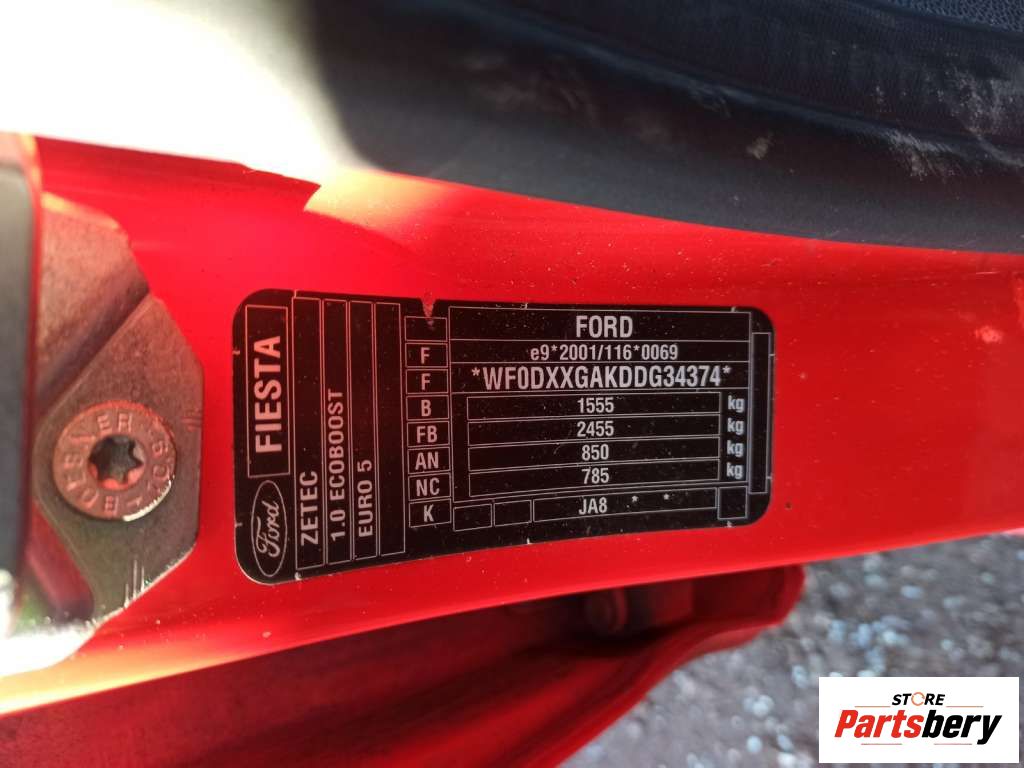 FIESTA
Ford
ZETEC
1.0 ECOBOOST
EURO 5
FORD
F e9*2001/116*0069
F *WF0DXXGAKDDG34374*
B 1555 kg
FB 2455 kg
AN 850 kg
NC 785 kg
K JA8 * *
STORE
Partsbery